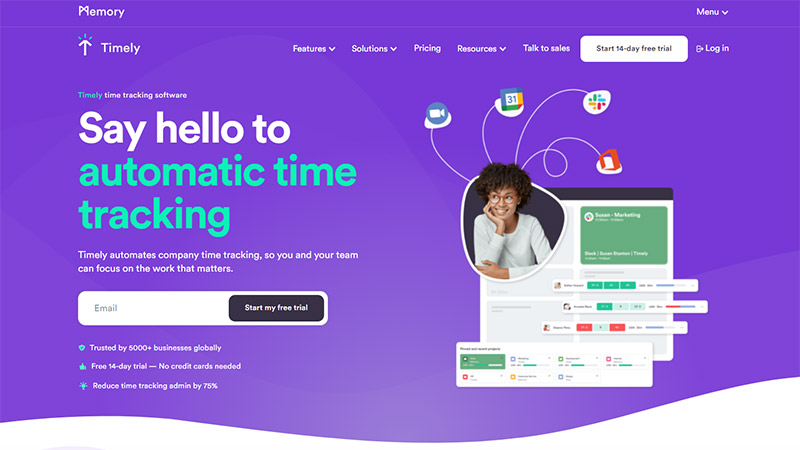 Memory
Menu
Timely
Features
Solutions
Pricing
Resources
Talk to sales
Start 14-day free trial
Log in
Timely time tracking software
Say hello to
automatic time
tracking
Timely automates company time tracking, so you and your team
can focus on the work that matters.
Email
Start my free trial
Trusted by 5000+ businesses globally
Free 14-day trial — No credit cards needed
Reduce time tracking admin by 75%
31
Susan - Marketing
Slack | Susan Stanton | Timely
Pinned and recent projects